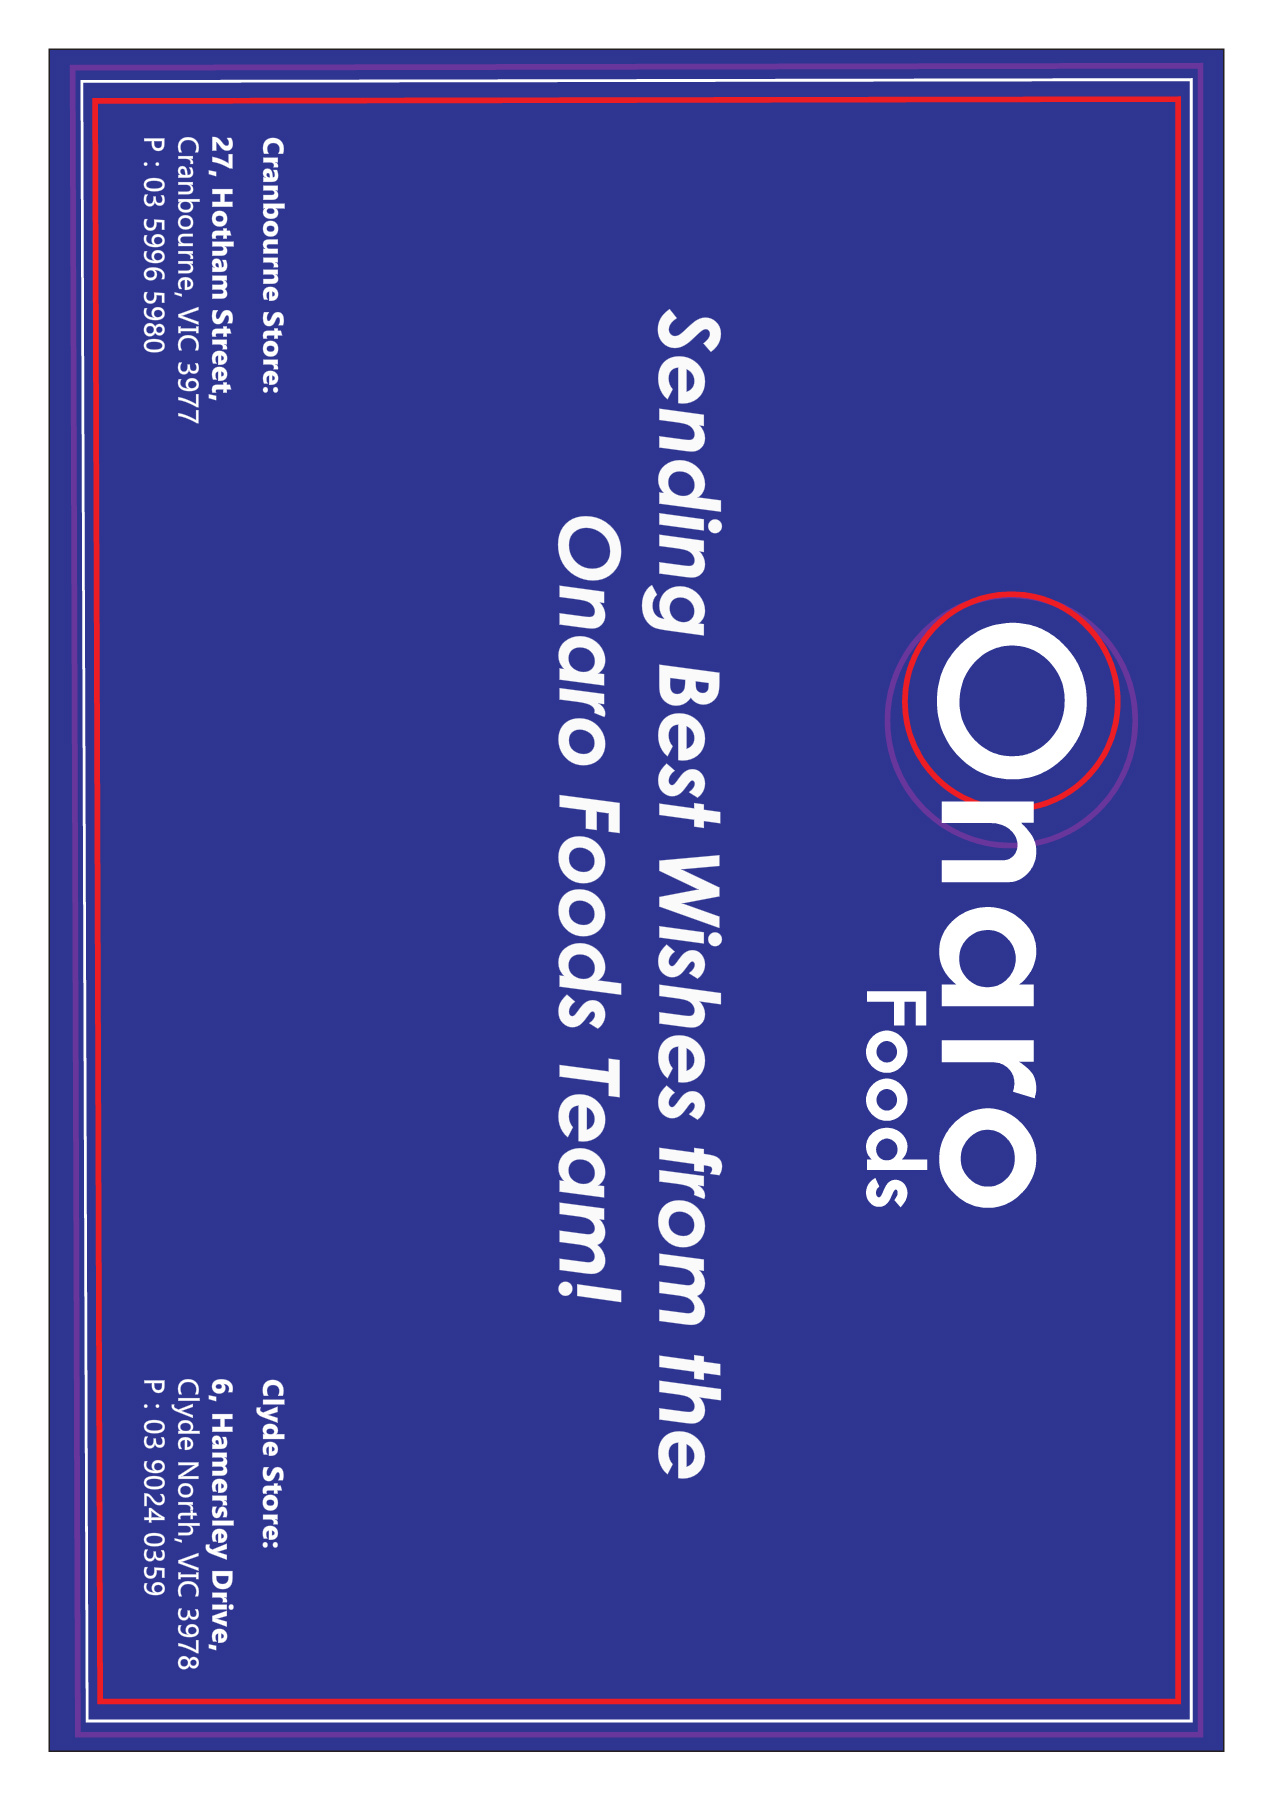 Onaro
Foods
Sending Best Wishes from the
Onaro Foods Team!
Cranbourne Store:
27, Hotham Street,
Cranbourne, VIC 3977
P : 03 5996 5980
Clyde Store:
6, Hamersley Drive,
Clyde North, VIC 3978
P : 03 9024 0359